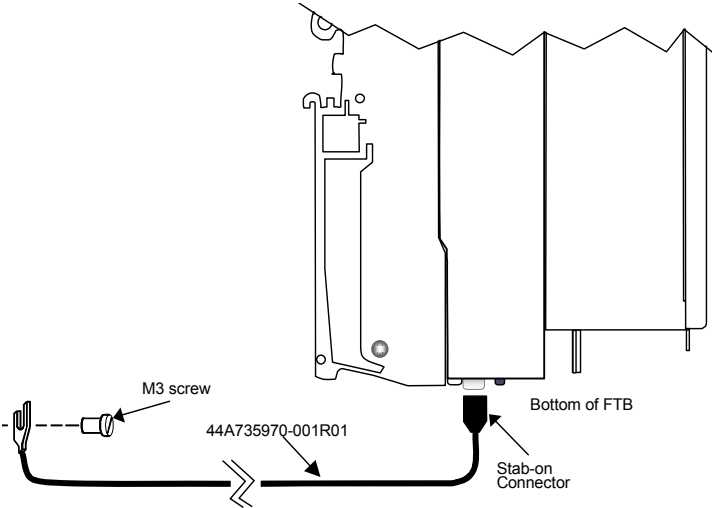 M3 screw
Bottom of FTB
44A735970-001R01
Stab-on
Connector